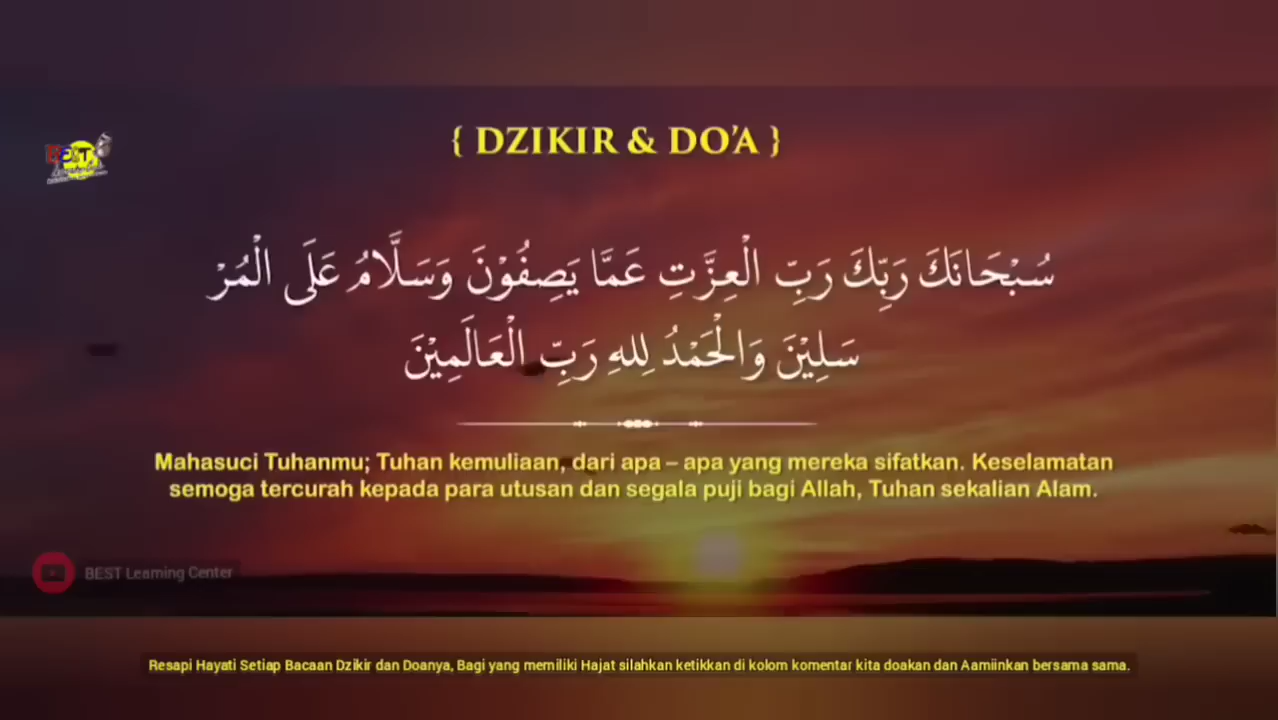 { DZIKIR & DO’A }
سُبْحَانَكَ رَبِّكَ رَبِّ الْعِزَّتِ عَمَّا يَصِفُوْنَ وَسَلَّامُ عَلَى الْمُرْ
سَلِيْنَ وَالْحَمْدُ لِلهِ رَبِّ الْعَالَمِيْنَ
Mahasuci Tuhanmu; Tuhan kemuliaan, dari apa – apa yang mereka sifatkan. Keselamatan
semoga tercurah kepada para utusan dan segala puji bagi Allah, Tuhan sekalian Alam.
BEST Learning Center
Resapi Hayati Setiap Bacaan Dzikir dan Doanya, Bagi yang memiliki Hajat silahkan ketikkan di kolom komentar kita doakan dan Aamiinkan bersama sama.